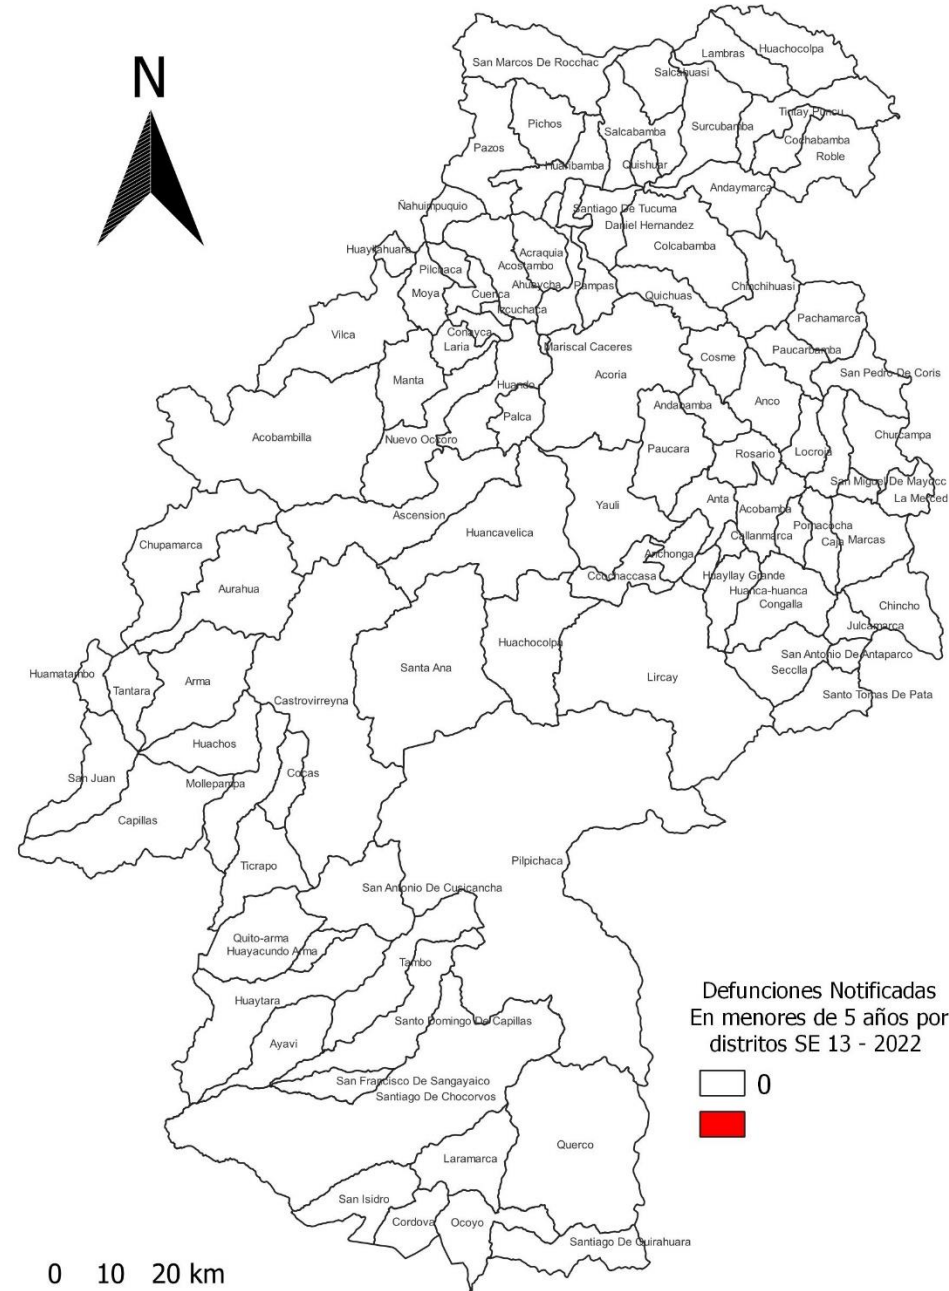 N
San Marcos De Rocchac
Lambras
Huachocolpa
Salcahuasi
Pichos
Pazos
Salcabamba
Surcubamba
Tintay Puncu
Cochabamba
Roble
Huaribamba
Quishuar
Andaymarca
Ñahuimpuquio
Santiago De Tucuma
Daniel Hernandez
Colcabamba
Huayllahuara
Pilchaca
Acraquia
Acostambo
Ahuaycha
Pampas
Moya
Cuenca
Izcuchaca
Quichuas
Chinchihuasi
Pachamarca
Vilca
Conayca
Laria
Mariscal Caceres
Cosme
Paucarbamba
San Pedro De Coris
Manta
Huando
Acoria
Palca
Andabamba
Anco
Acobambilla
Nuevo Occoro
Paucara
Rosario
Locroja
Churcampa
San Miguel De Mayocc
La Merced
Ascension
Huancavelica
Yauli
Anta
Acobamba
Pomacocha
Caja
Marcas
Callanmarca
Chupamarca
Anchonga
Ccochaccasa
Huayllay Grande
Huanca-huanca
Congalla
Aurahua
Chincho
Julcamarca
Huamatambo
Tantara
Arma
Santa Ana
Huachocolpa
Lircay
San Antonio De Antaparco
Secclla
Santo Tomas De Pata
Castrovirreyna
Huachos
San Juan
Mollepampa
Cocas
Capillas
Ticrapo
Pilpichaca
San Antonio De Cusicancha
Quito-arma
Huayacundo Arma
Tambo
Huaytara
Santo Domingo De Capillas
Ayavi
San Francisco De Sangayaico
Santiago De Chocorvos
Querco
Laramarca
San Isidro
Cordova
Ocoyo
Santiago De Quirahuara
Defunciones Notificadas
En menores de 5 años por
distritos SE 13 - 2022
0
0 10 20 km